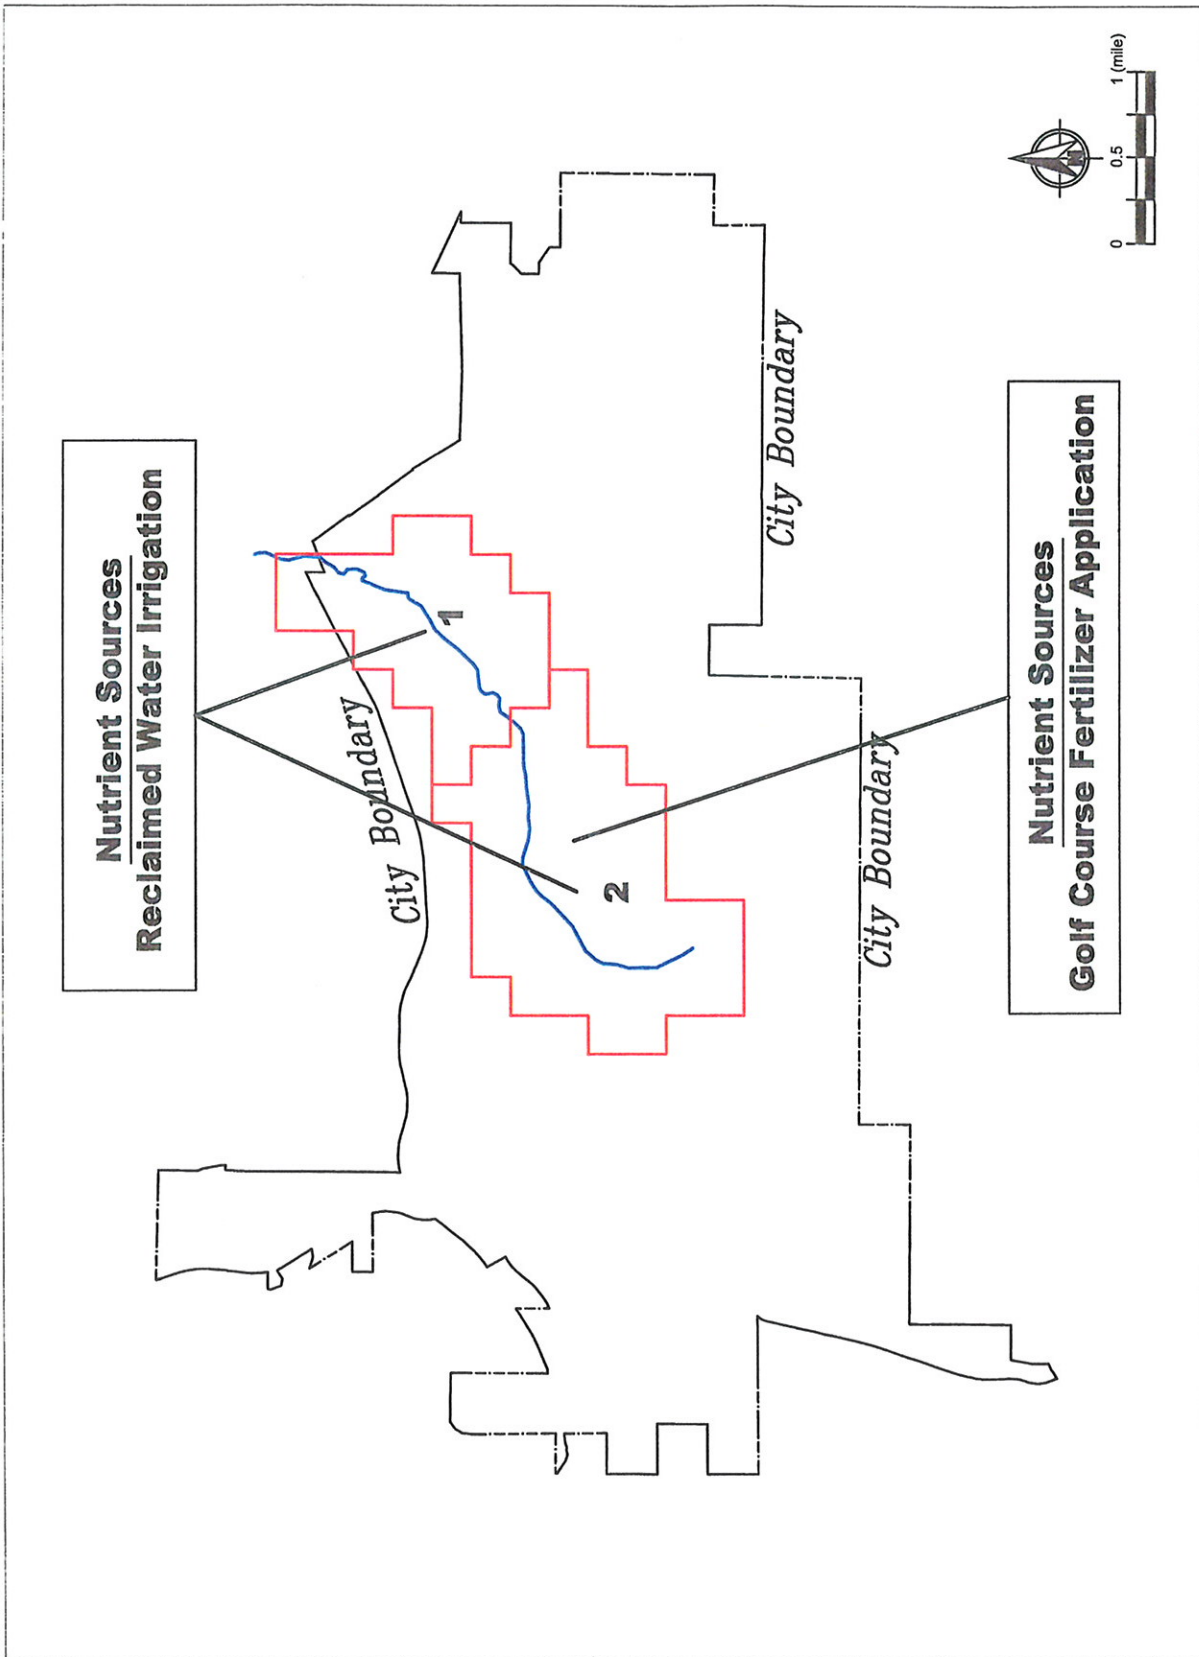 Nutrient Sources
Reclaimed Water Irrigation
City Boundary
1
2
City Boundary
City Boundary
Nutrient Sources
Golf Course Fertilizer Application
N
0
0.5
1 (mile)